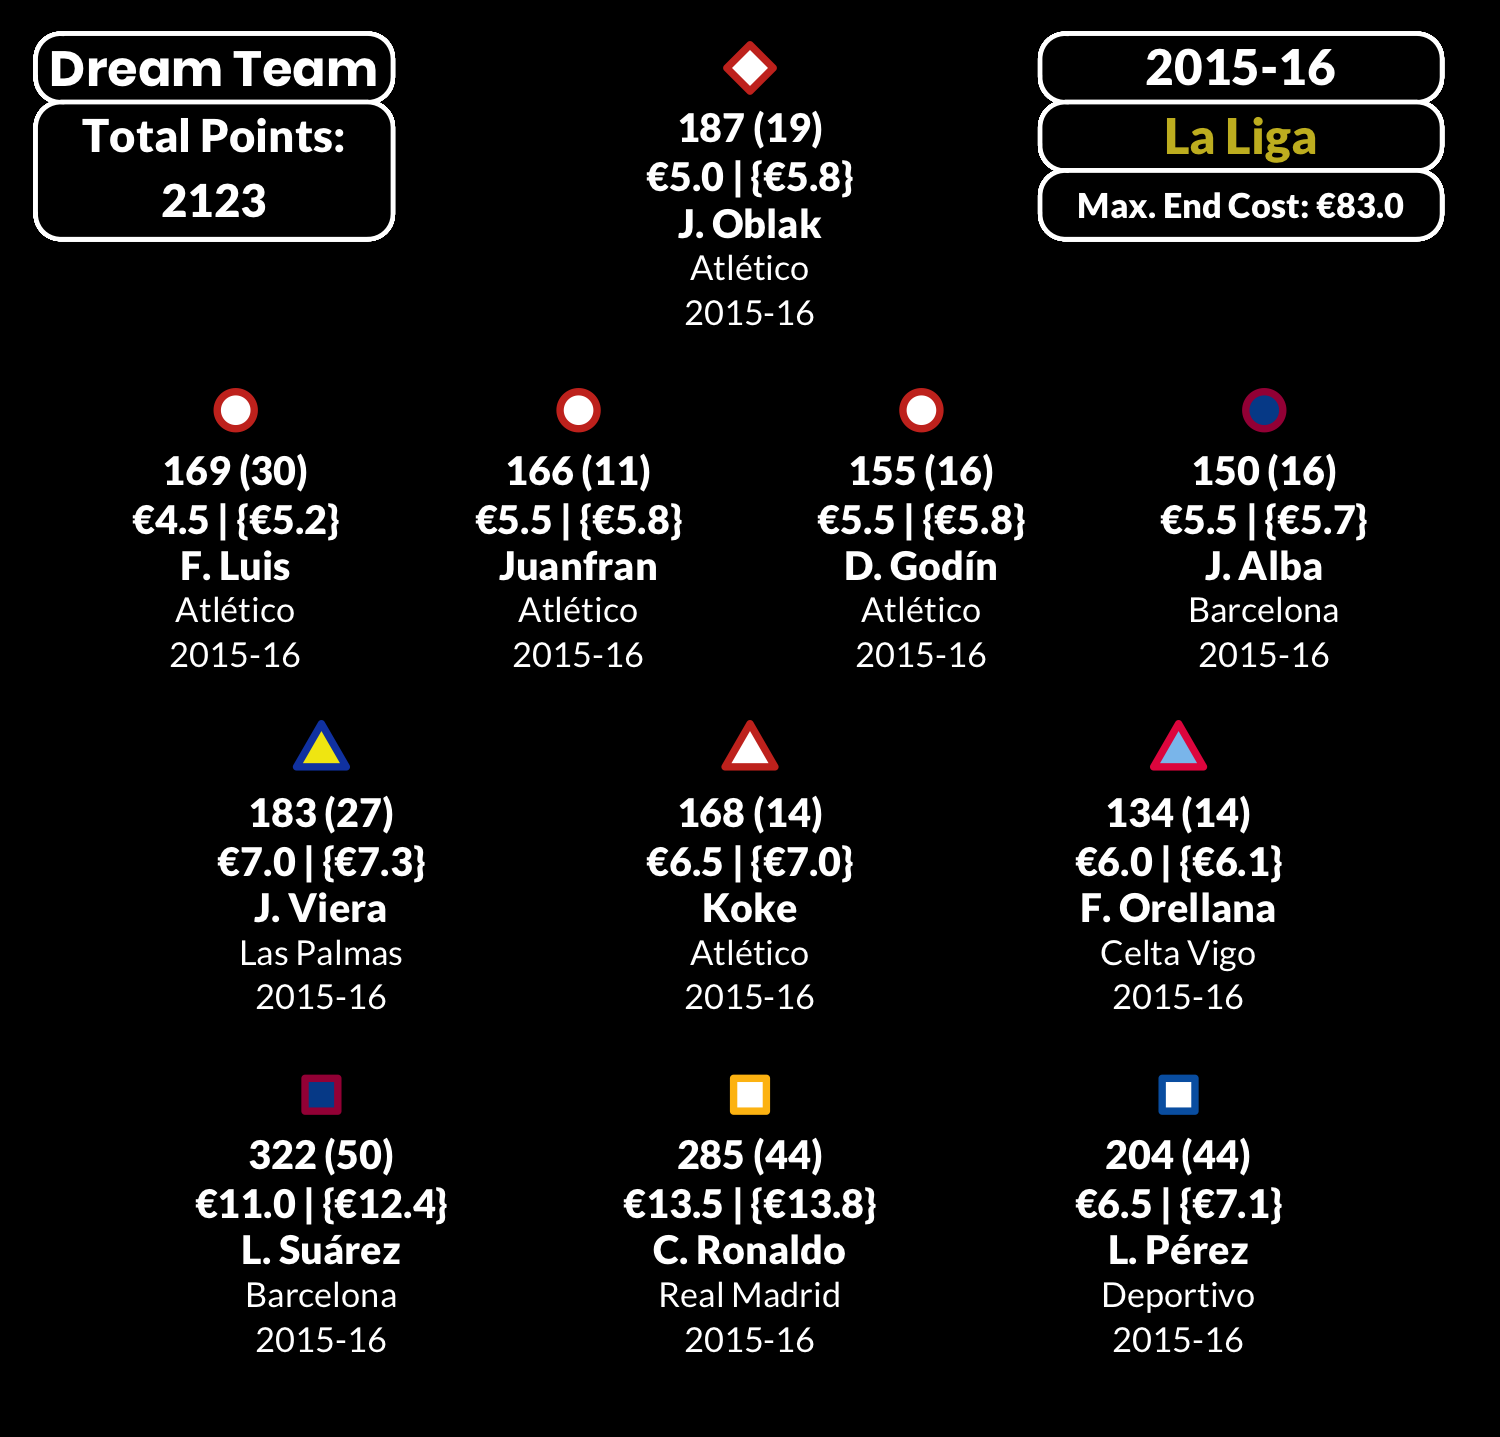 Dream Team
Total Points:
2123
2015-16
La Liga
Max. End Cost: €83.0
187 (19)
€5.0 | {€5.8}
J. Oblak
Atlético
2015-16
169 (30)
€4.5 | {€5.2}
F. Luis
Atlético
2015-16
166 (11)
€5.5 | {€5.8}
Juanfran
Atlético
2015-16
155 (16)
€5.5 | {€5.8}
D. Godín
Atlético
2015-16
150 (16)
€5.5 | {€5.7}
J. Alba
Barcelona
2015-16
183 (27)
€7.0 | {€7.3}
J. Viera
Las Palmas
2015-16
168 (14)
€6.5 | {€7.0}
Koke
Atlético
2015-16
134 (14)
€6.0 | {€6.1}
F. Orellana
Celta Vigo
2015-16
322 (50)
€11.0 | {€12.4}
L. Suárez
Barcelona
2015-16
285 (44)
€13.5 | {€13.8}
C. Ronaldo
Real Madrid
2015-16
204 (44)
€6.5 | {€7.1}
L. Pérez
Deportivo
2015-16